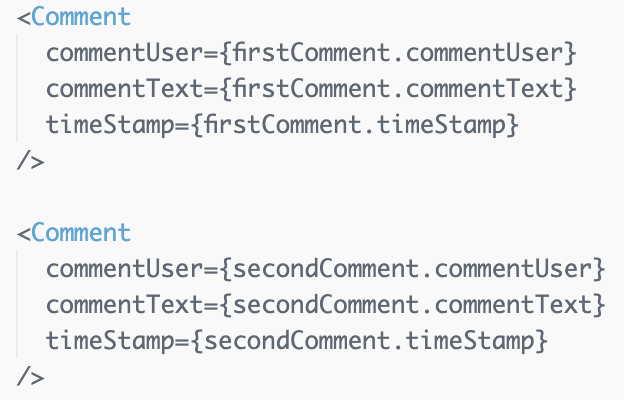 <Comment
commentUser={firstComment.commentUser}
commentText={firstComment.commentText}
timeStamp={firstComment.timeStamp}
/>
<Comment
commentUser={secondComment.commentUser}
commentText={secondComment.commentText}
timeStamp={secondComment.timeStamp}
/>